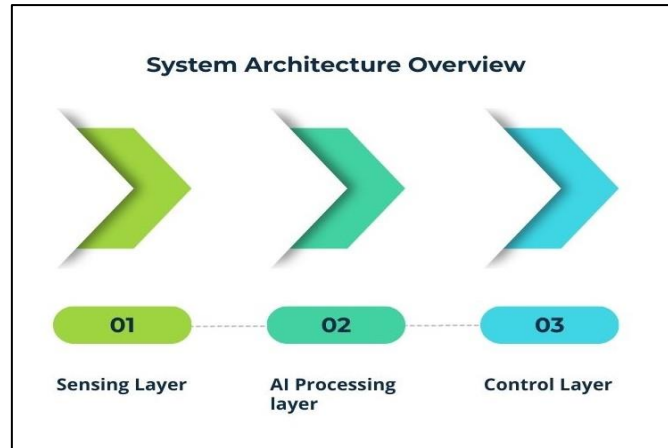 System Architecture Overview
01
02
03
Sensing Layer
AI Processing
layer
Control Layer